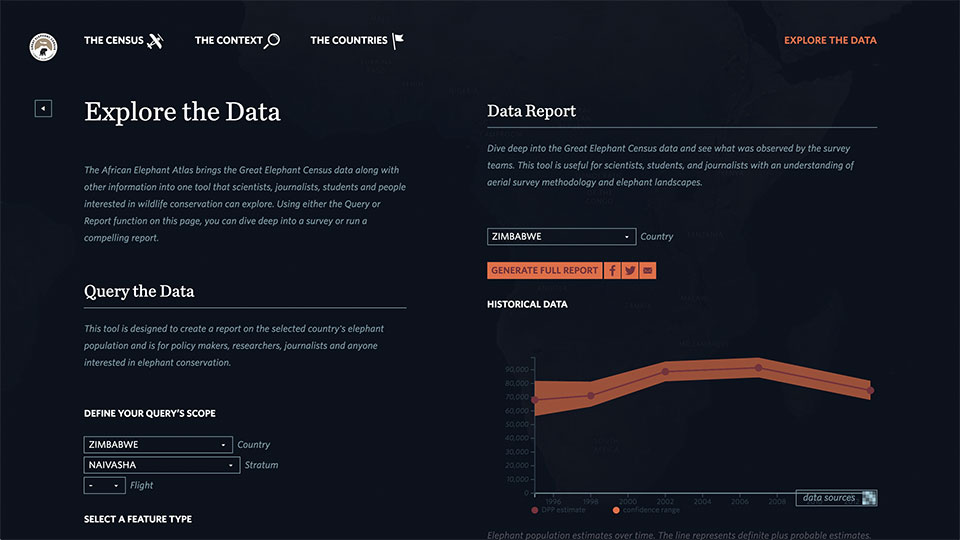 THE CENSUS
THE CONTEXT
THE COUNTRIES
EXPLORE THE DATA
Explore the Data
The African Elephant Atlas brings the Great Elephant Census data along with
other information into one tool that scientists, journalists, students and people
interested in wildlife conservation can explore. Using either the Query or
Report function on this page, you can dive deep into a survey or run a
compelling report.
Query the Data
This tool is designed to create a report on the selected country's elephant
population and is for policy makers, researchers, journalists and anyone
interested in elephant conservation.
DEFINE YOUR QUERY'S SCOPE
ZIMBABWE Country
NAIVASHA Stratum
- Flight
SELECT A FEATURE TYPE
Data Report
Dive deep into the Great Elephant Census data and see what was observed by the survey
teams. This tool is useful for scientists, students, and journalists with an understanding of
aerial survey methodology and elephant landscapes.
ZIMBABWE Country
GENERATE FULL REPORT
HISTORICAL DATA
90,000
80,000
70,000
60,000
50,000
40,000
30,000
20,000
10,000
0
1996 1998 2000 2002 2004 2006 2008
data sources
DPP estimate confidence range
Elephant population estimates over time. The line represents definite plus probable estimates.